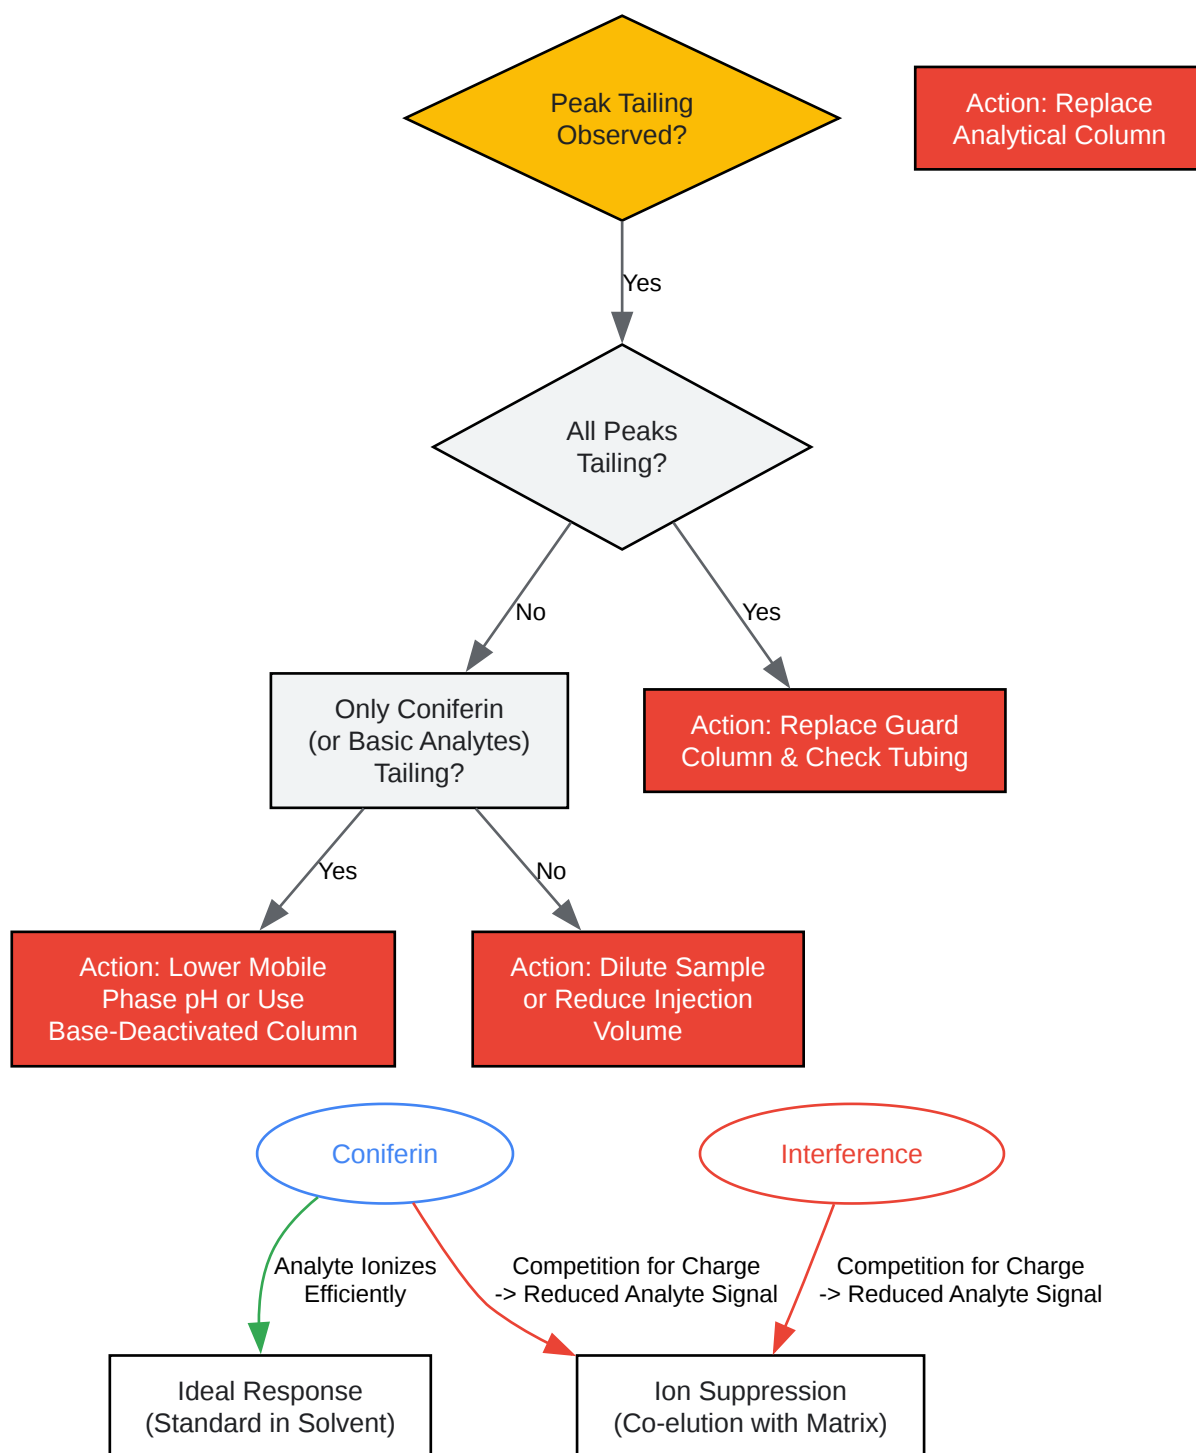 Peak Tailing
Observed?
Action: Replace
Analytical Column
Yes
All Peaks
Tailing?
No
Yes
Only Coniferin
(or Basic Analytes)
Tailing?
Action: Replace Guard
Column & Check Tubing
Yes
No
Action: Lower Mobile
Phase pH or Use
Base-Deactivated Column
Action: Dilute Sample
or Reduce Injection
Volume
Coniferin
Interference
Analyte Ionizes
Efficiently
Competition for Charge
-> Reduced Analyte Signal
Competition for Charge
-> Reduced Analyte Signal
Ideal Response
(Standard in Solvent)
Ion Suppression
(Co-elution with Matrix)